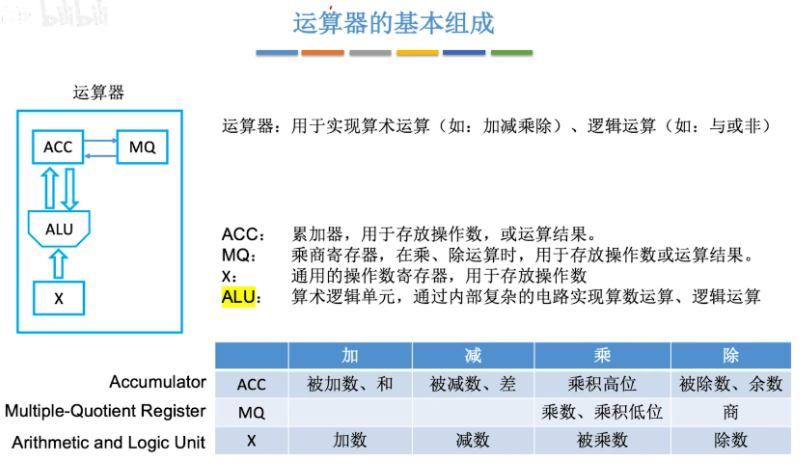 运算器的基本组成
运算器
运算器：用于实现算术运算（如：加减乘除）、逻辑运算（如：与或非）
ACC
MQ
ALU
X
ACC： 累加器，用于存放操作数，或运算结果。
MQ： 乘商寄存器，在乘、除运算时，用于存放操作数或运算结果。
X： 通用的操作数寄存器，用于存放操作数
ALU： 算术逻辑单元，通过内部复杂的电路实现算数运算、逻辑运算
加 减 乘 除
Accumulator ACC 被加数、和 被减数、差 乘积高位 被除数、余数
Multiple-Quotient Register MQ 乘数、乘积低位 商
Arithmetic and Logic Unit X 加数 减数 被乘数 除数